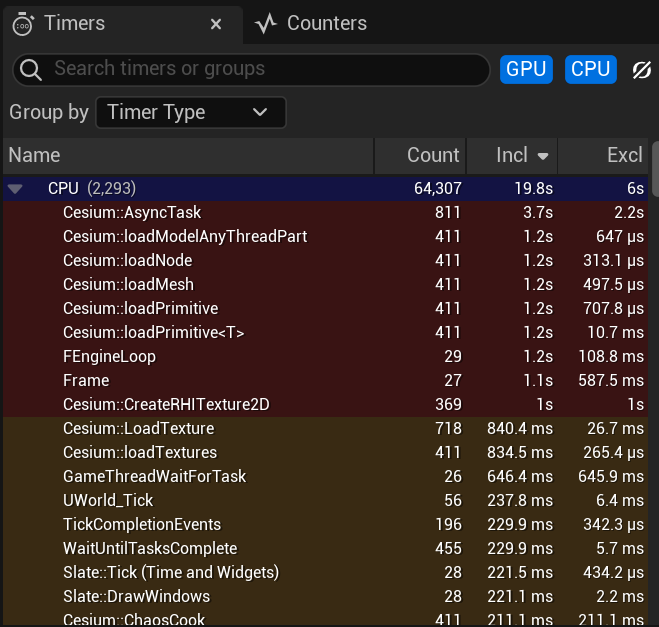 Timers × Counters
Search timers or groups GPU CPU
Group by Timer Type
Name Count Incl Excl
CPU (2,293) 64,307 19.8s 6s
Cesium::AsyncTask 811 3.7s 2.2s
Cesium::loadModelAnyThreadPart 411 1.2s 647 µs
Cesium::loadNode 411 1.2s 313.1 µs
Cesium::loadMesh 411 1.2s 497.5 µs
Cesium::loadPrimitive 411 1.2s 707.8 µs
Cesium::loadPrimitive<T> 411 1.2s 10.7 ms
FEngineLoop 29 1.2s 108.8 ms
Frame 27 1.1s 587.5 ms
Cesium::CreateRHITexture2D 369 1s 1s
Cesium::LoadTexture 718 840.4 ms 26.7 ms
Cesium::loadTextures 411 834.5 ms 265.4 µs
GameThreadWaitForTask 26 646.4 ms 645.9 ms
UWorld_Tick 56 237.8 ms 6.4 ms
TickCompletionEvents 196 229.9 ms 342.3 µs
WaitUntilTasksComplete 455 229.9 ms 5.7 ms
Slate::Tick (Time and Widgets) 28 221.5 ms 434.2 µs
Slate::DrawWindows 28 221.1 ms 2.2 ms
Cesium::ChaosCook 411 211.1 ms 211.1 ms